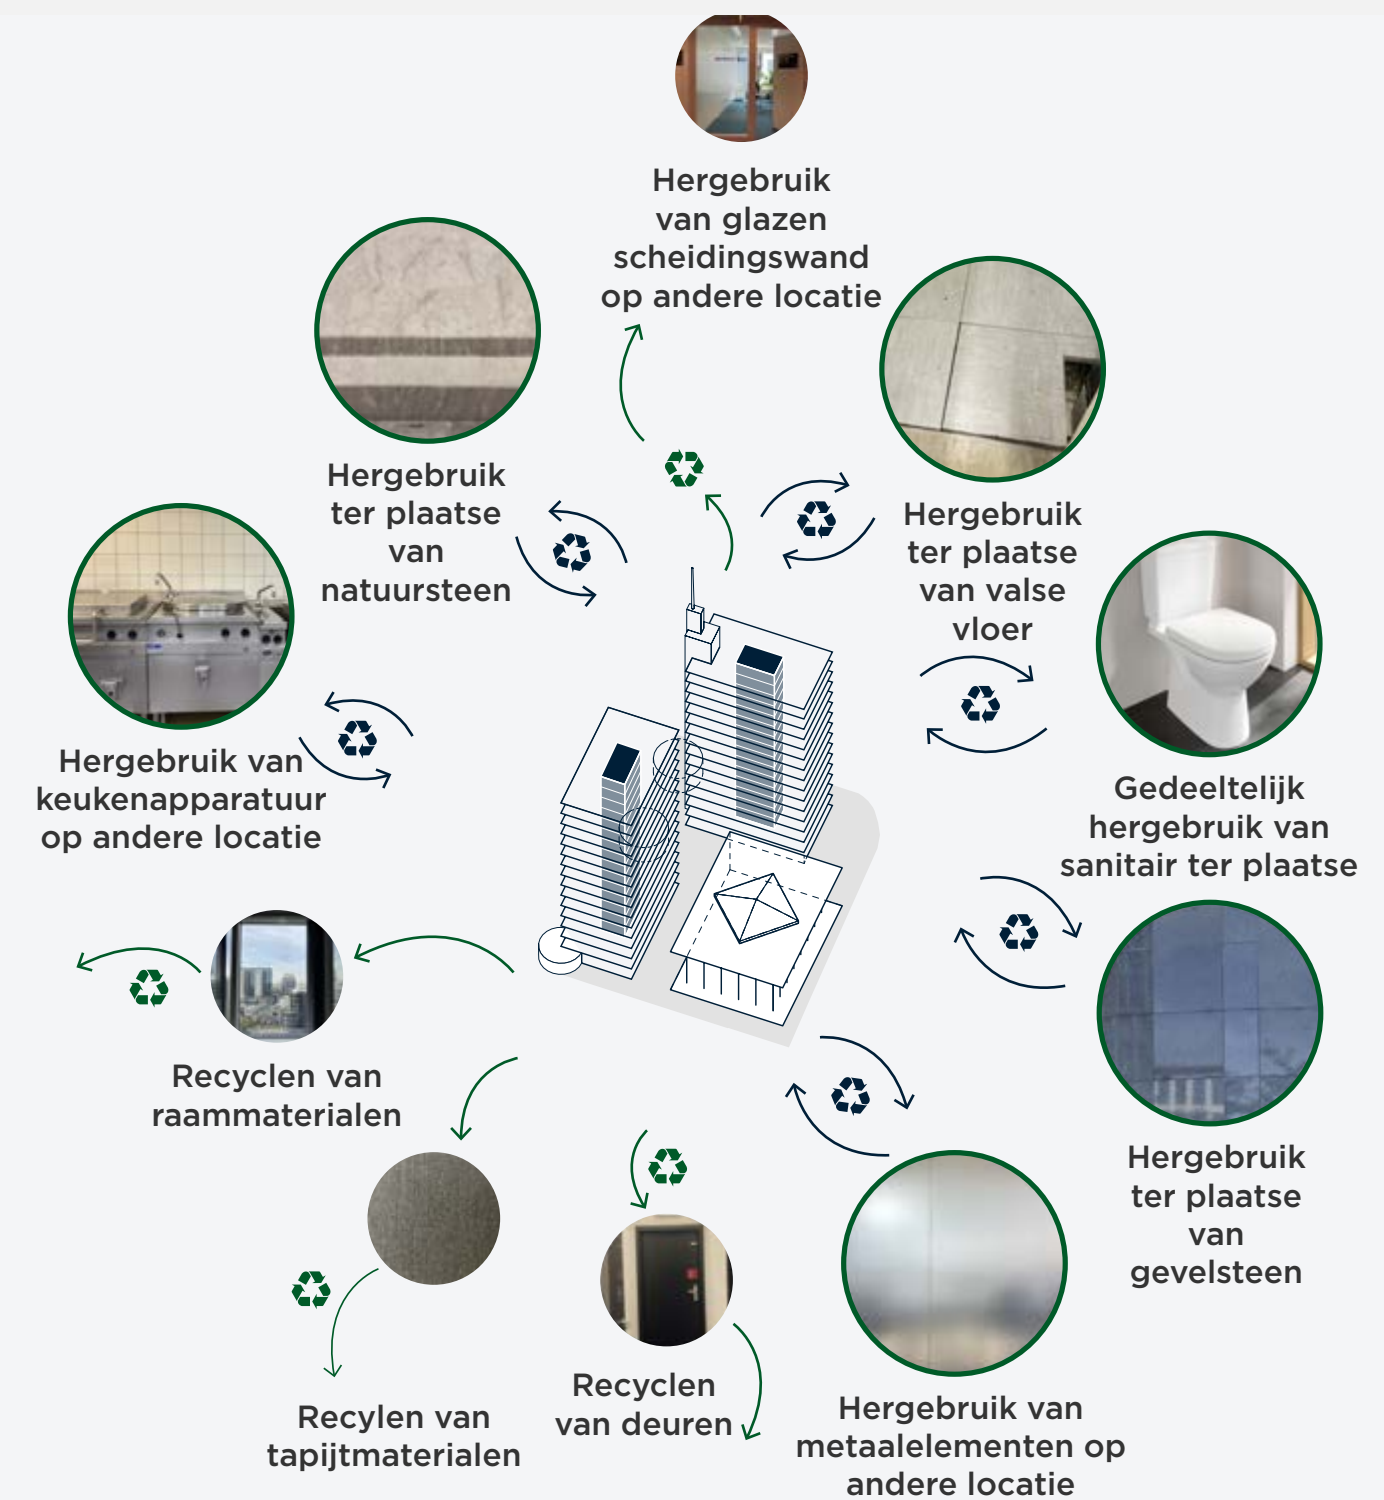 Hergebruik
van glazen
scheidingswand
op andere locatie
Hergebruik
ter plaatse
van
natuursteen
Hergebruik
ter plaatse
van valse
vloer
Hergebruik van
keukenapparatuur
op andere locatie
Gedeeltelijk
hergebruik van
sanitair ter plaatse
Recyclen van
raammaterialen
Hergebruik
ter plaatse
van
gevelsteen
Recylen van
tapijtmaterialen
Recyclen
van deuren
Hergebruik van
metaalelementen op
andere locatie